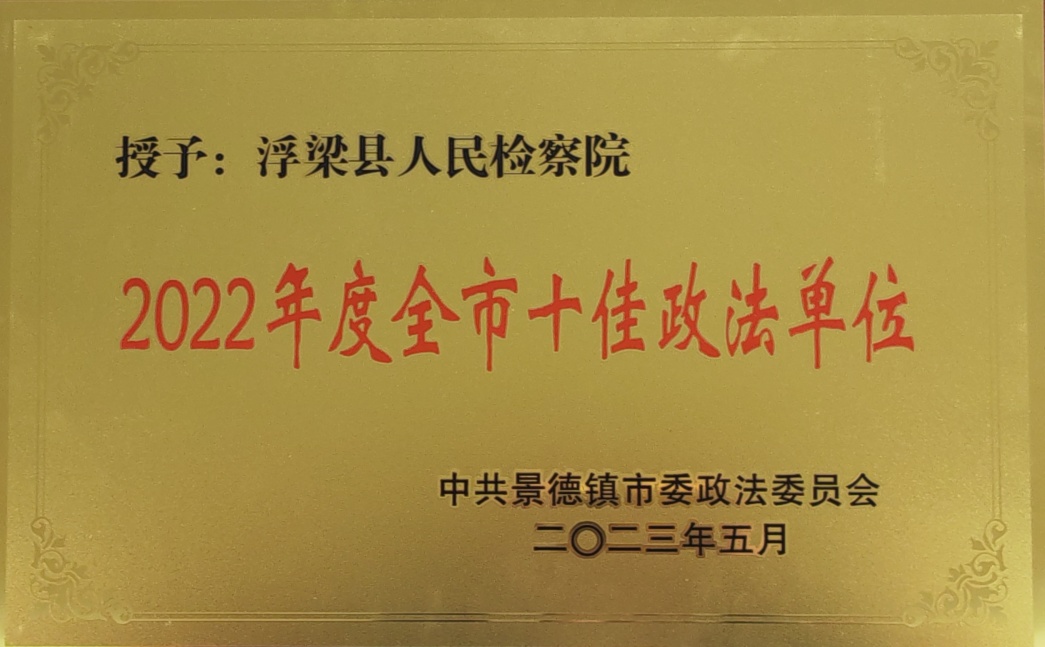 授予：浮梁县人民检察院
2022年度全市十佳政法单位
中共景德镇市委政法委员会
二〇二三年五月